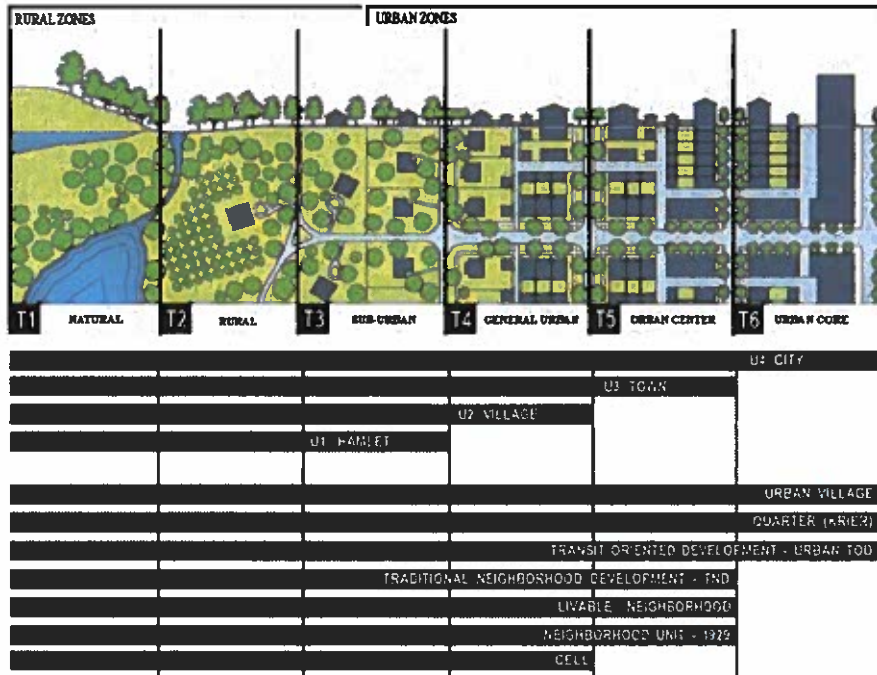 RURAL ZONES
URBAN ZONES
T1 NATURAL T2 RURAL T3 SUB-URBAN T4 GENERAL URBAN T5 URBAN CENTER T6 URBAN CORE
U4 CITY
U3 TOWN
U2 VILLAGE
U1 HAMLET
URBAN VILLAGE
QUARTER (KRIER)
TRANSIT ORIENTED DEVELOPMENT - URBAN TOD
TRADITIONAL NEIGHBORHOOD DEVELOPMENT - TND
LIVABLE NEIGHBORHOOD
NEIGHBORHOOD UNIT - 1929
CELL